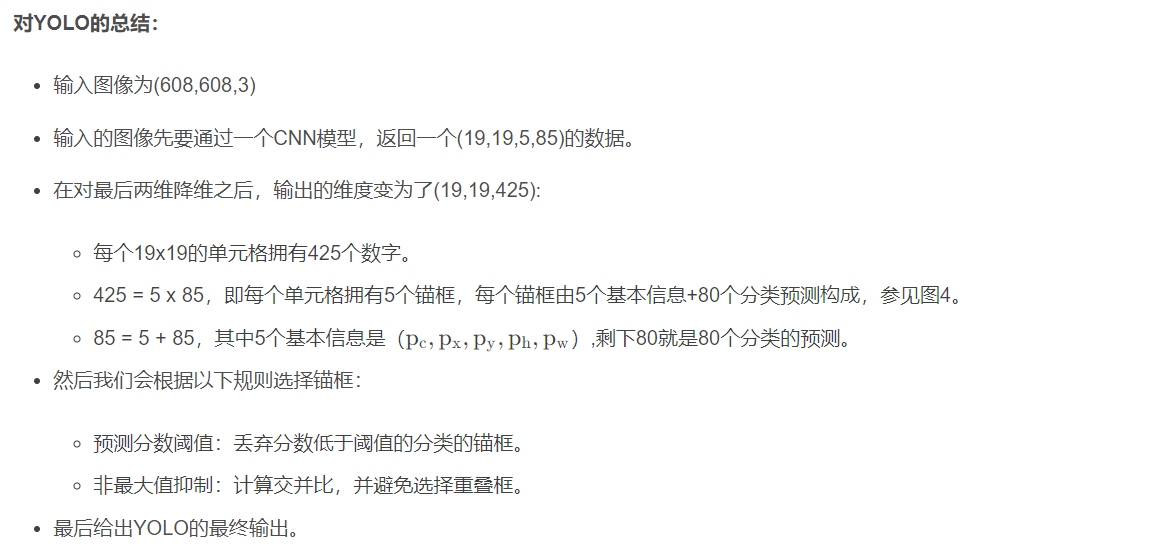 对YOLO的总结：
• 输入图像为(608,608,3)
• 输入的图像先要通过一个CNN模型，返回一个(19,19,5,85)的数据。
• 在对最后两维降维之后，输出的维度变为了(19,19,425):
◦ 每个19x19的单元格拥有425个数字。
◦ 425 = 5 x 85，即每个单元格拥有5个锚框，每个锚框由5个基本信息+80个分类预测构成，参见图4。
◦ 85 = 5 + 85，其中5个基本信息是（p_c, p_x, p_y, p_h, p_w）,剩下80就是80个分类的预测。
• 然后我们会根据以下规则选择锚框：
◦ 预测分数阈值：丢弃分数低于阈值的分类的锚框。
◦ 非最大值抑制：计算交并比，并避免选择重叠框。
• 最后给出YOLO的最终输出。